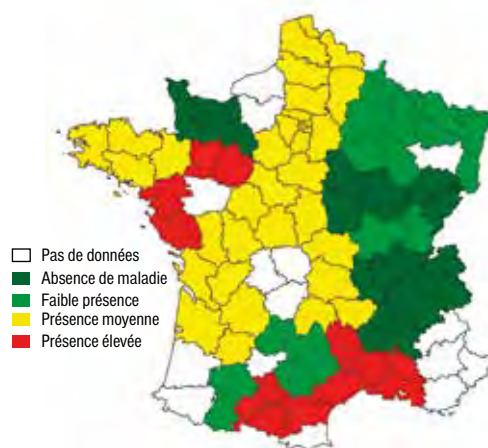 Pas de données
Absence de maladie
Faible présence
Présence moyenne
Présence élevée